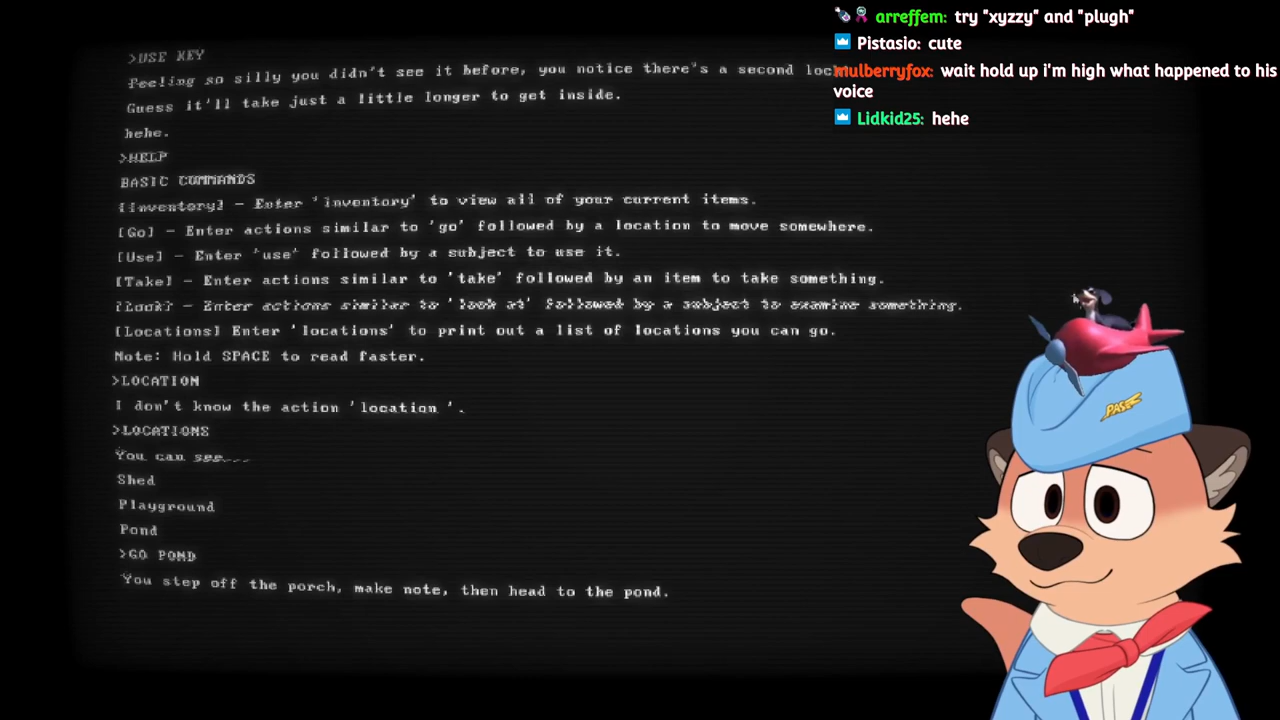 >USE KEY
Feeling so silly you didn't see it before, you notice there's a second
Guess it'll take just a little longer to get inside.
hehe.
>HELP
BASIC COMMANDS
[Inventory] - Enter 'inventory' to view all of your current items.
[Go] - Enter actions similar to 'go' followed by a location to move somewhere.
[Use] - Enter 'use' followed by a subject to use it.
[Take] - Enter actions similar to 'take' followed by an item to take something.
[Look] - Enter actions similar to 'look at' followed by a subject to examine something.
[Locations] Enter 'locations' to print out a list of locations you can go.
Note: Hold SPACE to read faster.
>LOCATION
I don't know the action 'location '.
>LOCATIONS
You can see...
Shed
Playground
Pond
>GO POND
You step off the porch, make note, then head to the pond.
arreffem: try "xyzzy" and "plugh"
Pistasio: cute
mulberryfox: wait hold up i'm high what happened to his
voice
Lidkid25: hehe